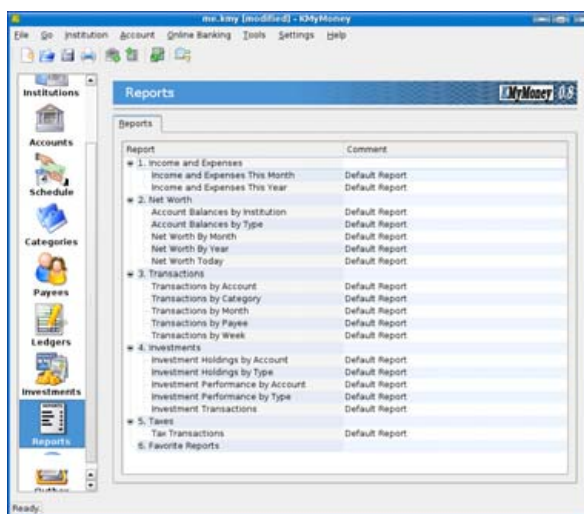 me.kmy [modified] - KMyMoney
File Go Institution Account Online Banking Tools Settings Help
Institutions
Accounts
Schedule
Categories
Payees
Ledgers
Investments
Reports
Outbox
Reports
KMyMoney 0.8
Reports
Report Comment
1. Income and Expenses
Income and Expenses This Month Default Report
Income and Expenses This Year Default Report
2. Net Worth
Account Balances by Institution Default Report
Account Balances by Type Default Report
Net Worth By Month Default Report
Net Worth By Year Default Report
Net Worth Today Default Report
3. Transactions
Transactions by Account Default Report
Transactions by Category Default Report
Transactions by Month Default Report
Transactions by Payee Default Report
Transactions by Week Default Report
4. Investments
Investment Holdings by Account Default Report
Investment Holdings by Type Default Report
Investment Performance by Account Default Report
Investment Performance by Type Default Report
Investment Transactions Default Report
5. Taxes
Tax Transactions Default Report
6. Favorite Reports
Ready.